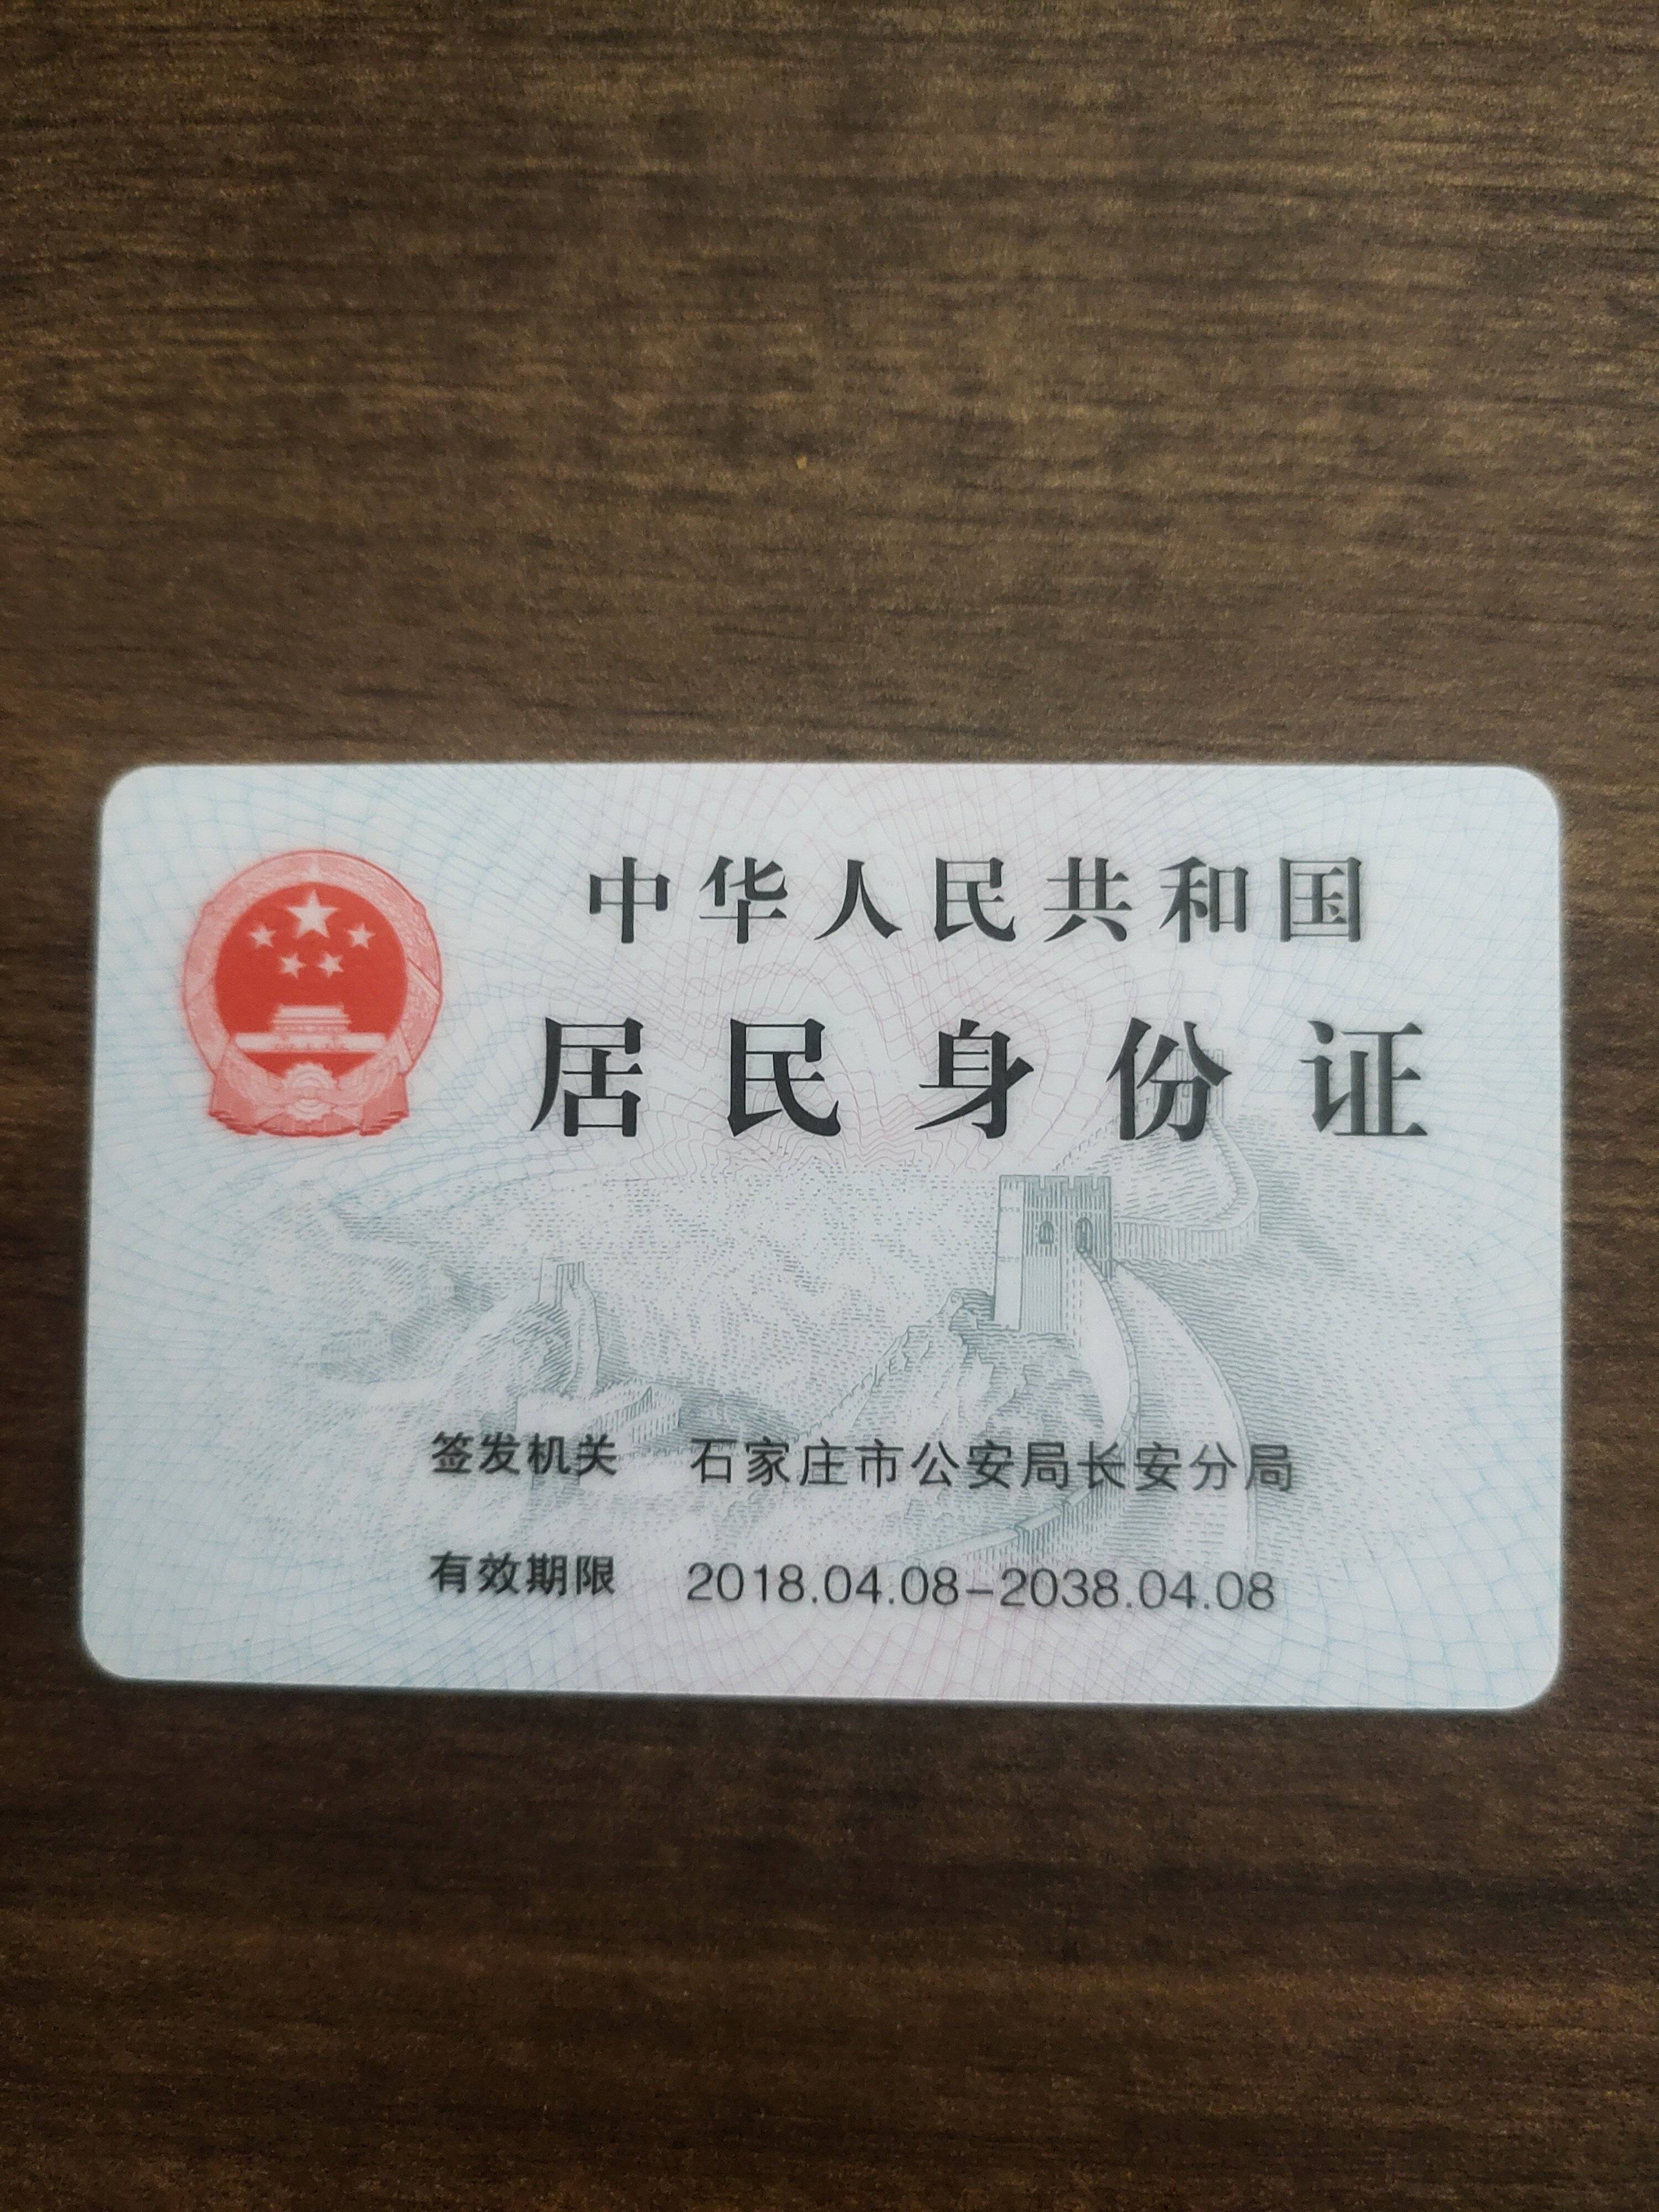 中华人民共和国
居民身份证
签发机关 石家庄市公安局长安分局
有效期限 2018.04.08-2038.04.08